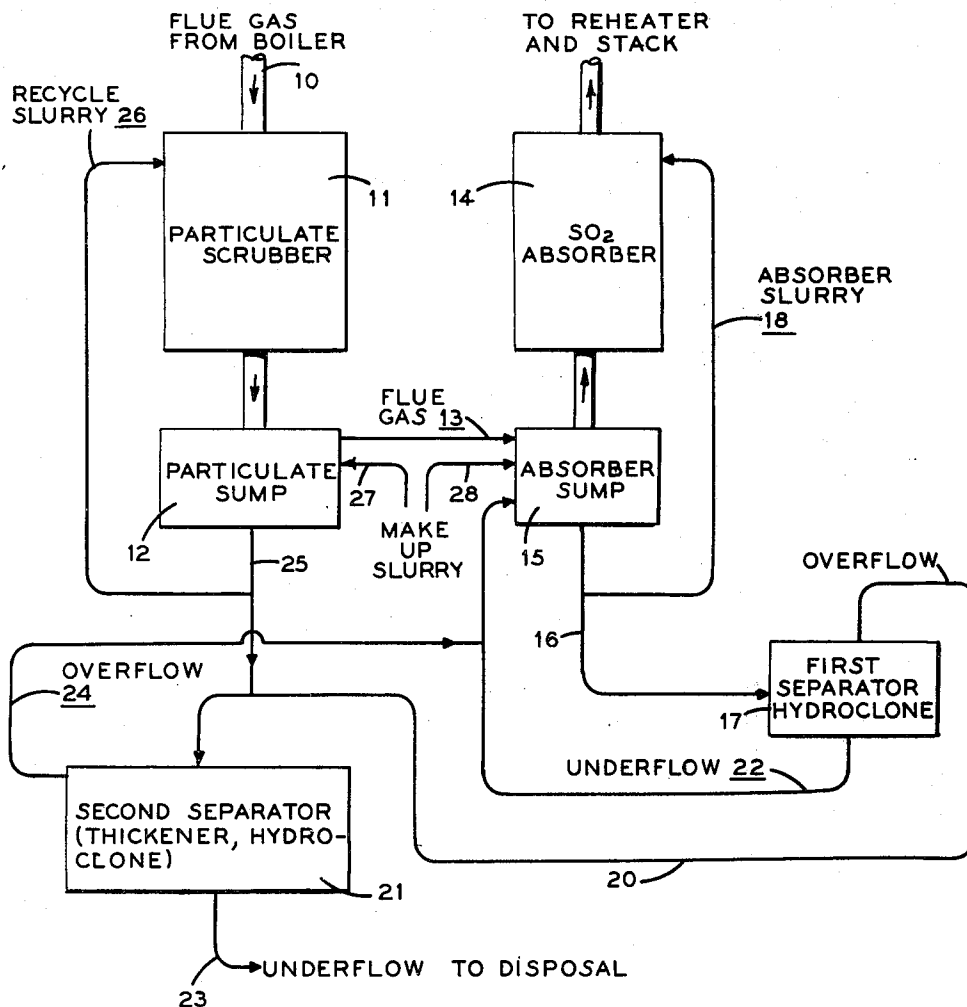 FLUE GAS
FROM BOILER
10
TO REHEATER
AND STACK
RECYCLE
SLURRY 26
11
PARTICULATE
SCRUBBER
14
SO2
ABSORBER
ABSORBER
SLURRY
18
FLUE
GAS 13
PARTICULATE
SUMP
12
27
28
MAKE
UP
SLURRY
ABSORBER
SUMP
15
25
16
OVERFLOW
FIRST
SEPARATOR
HYDROCLONE
17
OVERFLOW
24
UNDERFLOW 22
SECOND SEPARATOR
(THICKENER, HYDRO-
CLONE)
21
20
23
UNDERFLOW TO DISPOSAL